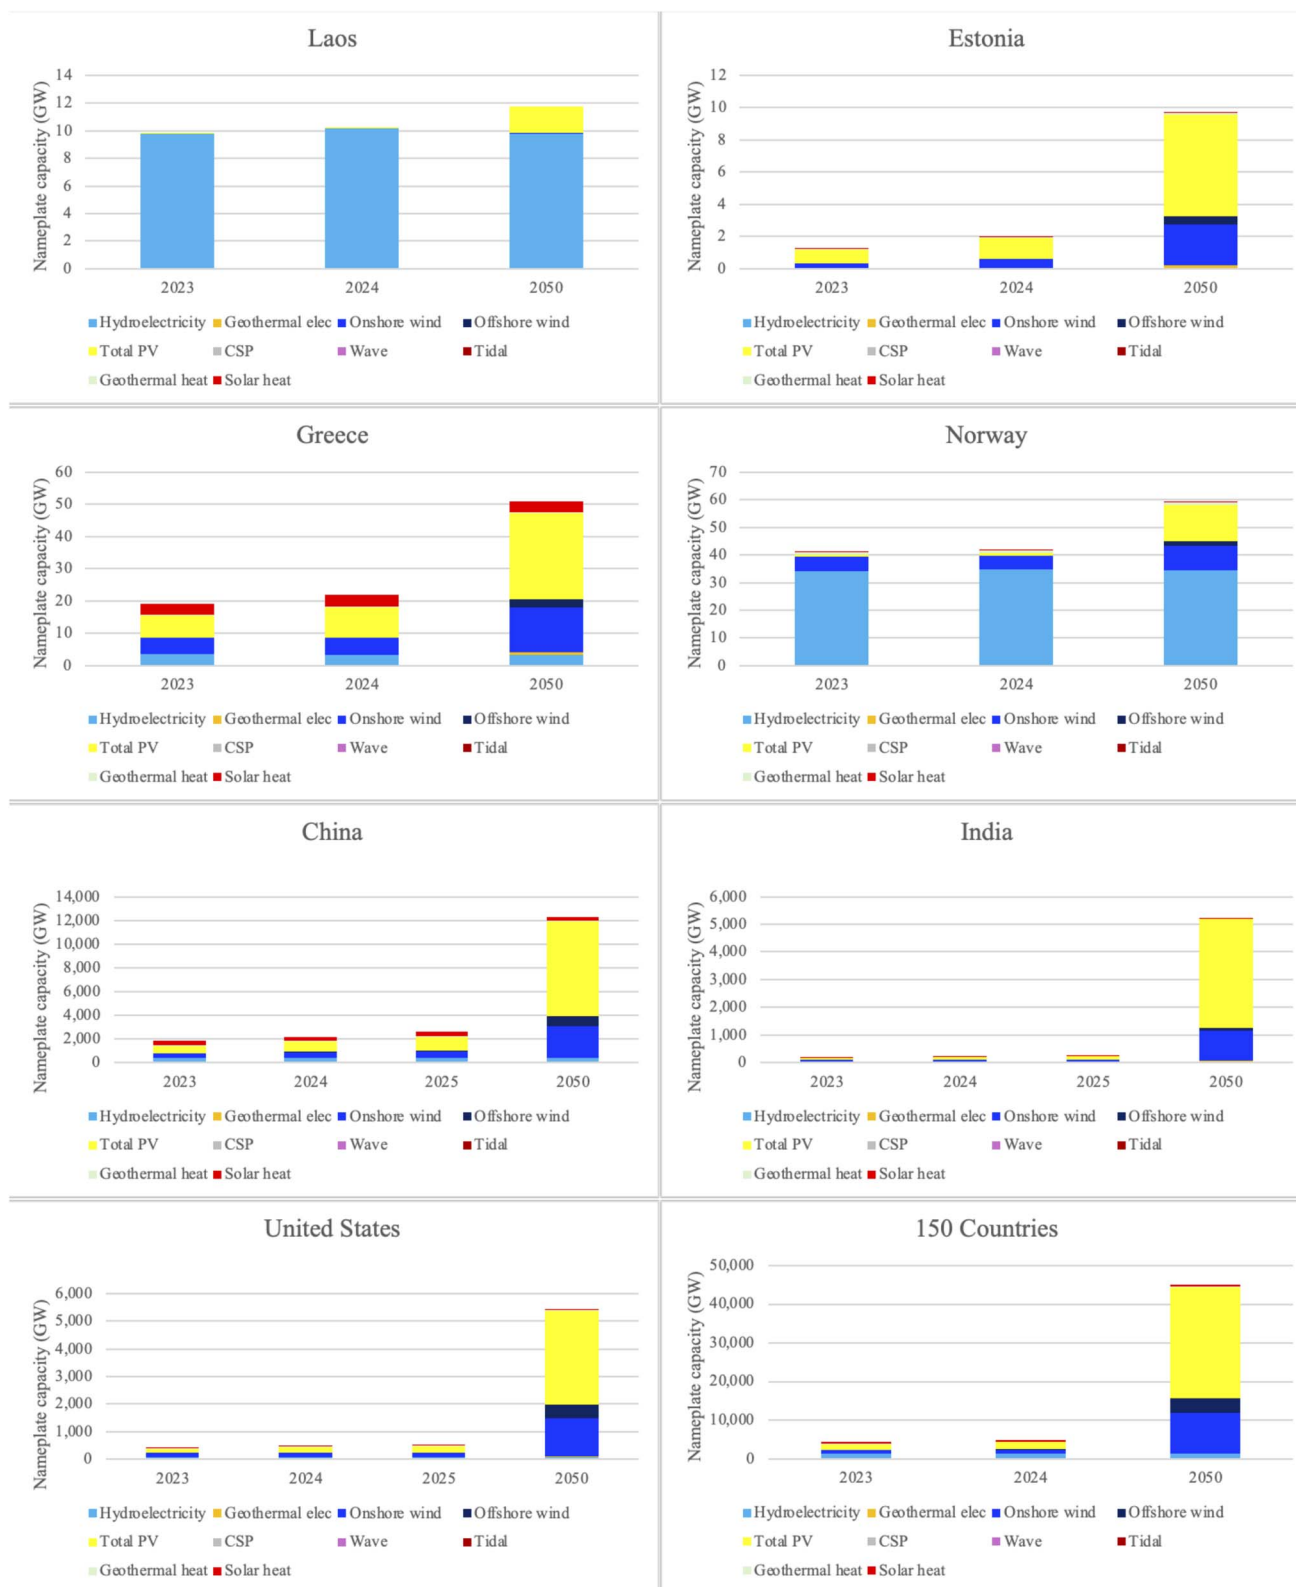 Laos
Nameplate capacity (GW)
14
12
10
8
6
4
2
0
2023 2024 2050
Hydroelectricity Geothermal elec Onshore wind Offshore wind
Total PV CSP Wave Tidal
Geothermal heat Solar heat
Estonia
Nameplate capacity (GW)
12
10
8
6
4
2
0
2023 2024 2050
Hydroelectricity Geothermal elec Onshore wind Offshore wind
Total PV CSP Wave Tidal
Geothermal heat Solar heat
Greece
Nameplate capacity (GW)
60
50
40
30
20
10
0
2023 2024 2050
Hydroelectricity Geothermal elec Onshore wind Offshore wind
Total PV CSP Wave Tidal
Geothermal heat Solar heat
Norway
Nameplate capacity (GW)
70
60
50
40
30
20
10
0
2023 2024 2050
Hydroelectricity Geothermal elec Onshore wind Offshore wind
Total PV CSP Wave Tidal
Geothermal heat Solar heat
China
Nameplate capacity (GW)
14,000
12,000
10,000
8,000
6,000
4,000
2,000
0
2023 2024 2025 2050
Hydroelectricity Geothermal elec Onshore wind Offshore wind
Total PV CSP Wave Tidal
Geothermal heat Solar heat
India
Nameplate capacity (GW)
6,000
5,000
4,000
3,000
2,000
1,000
0
2023 2024 2025 2050
Hydroelectricity Geothermal elec Onshore wind Offshore wind
Total PV CSP Wave Tidal
Geothermal heat Solar heat
United States
Nameplate capacity (GW)
6,000
5,000
4,000
3,000
2,000
1,000
0
2023 2024 2025 2050
Hydroelectricity Geothermal elec Onshore wind Offshore wind
Total PV CSP Wave Tidal
Geothermal heat Solar heat
150 Countries
Nameplate capacity (GW)
50,000
40,000
30,000
20,000
10,000
0
2023 2024 2050
Hydroelectricity Geothermal elec Onshore wind Offshore wind
Total PV CSP Wave Tidal
Geothermal heat Solar heat